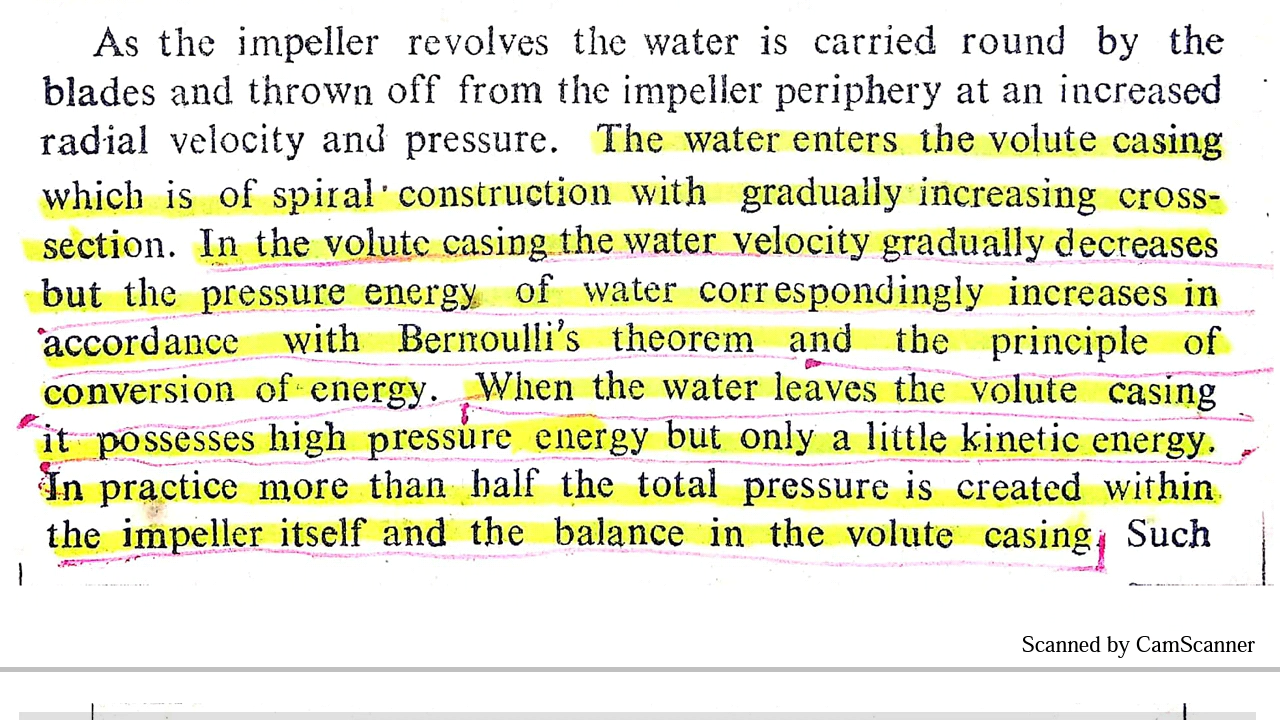 As the impeller revolves the water is carried round by the
blades and thrown off from the impeller periphery at an increased
radial velocity and pressure. The water enters the volute casing
which is of spiral construction with gradually increasing cross-
section. In the volute casing the water velocity gradually decreases
but the pressure energy of water correspondingly increases in
accordance with Bernoulli's theorem and the principle of
conversion of energy. When the water leaves the volute casing
it possesses high pressure energy but only a little kinetic energy.
In practice more than half the total pressure is created within
the impeller itself and the balance in the volute casing. Such
Scanned by CamScanner